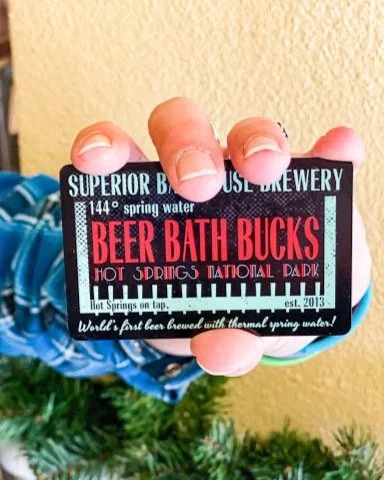 SUPERIOR BREWERY
144° spring water
BEER BATH BUCKS
HOT SPRINGS NATIONAL PARK
Hot Springs on tap. est. 2013
World's first beer brewed with thermal spring water!